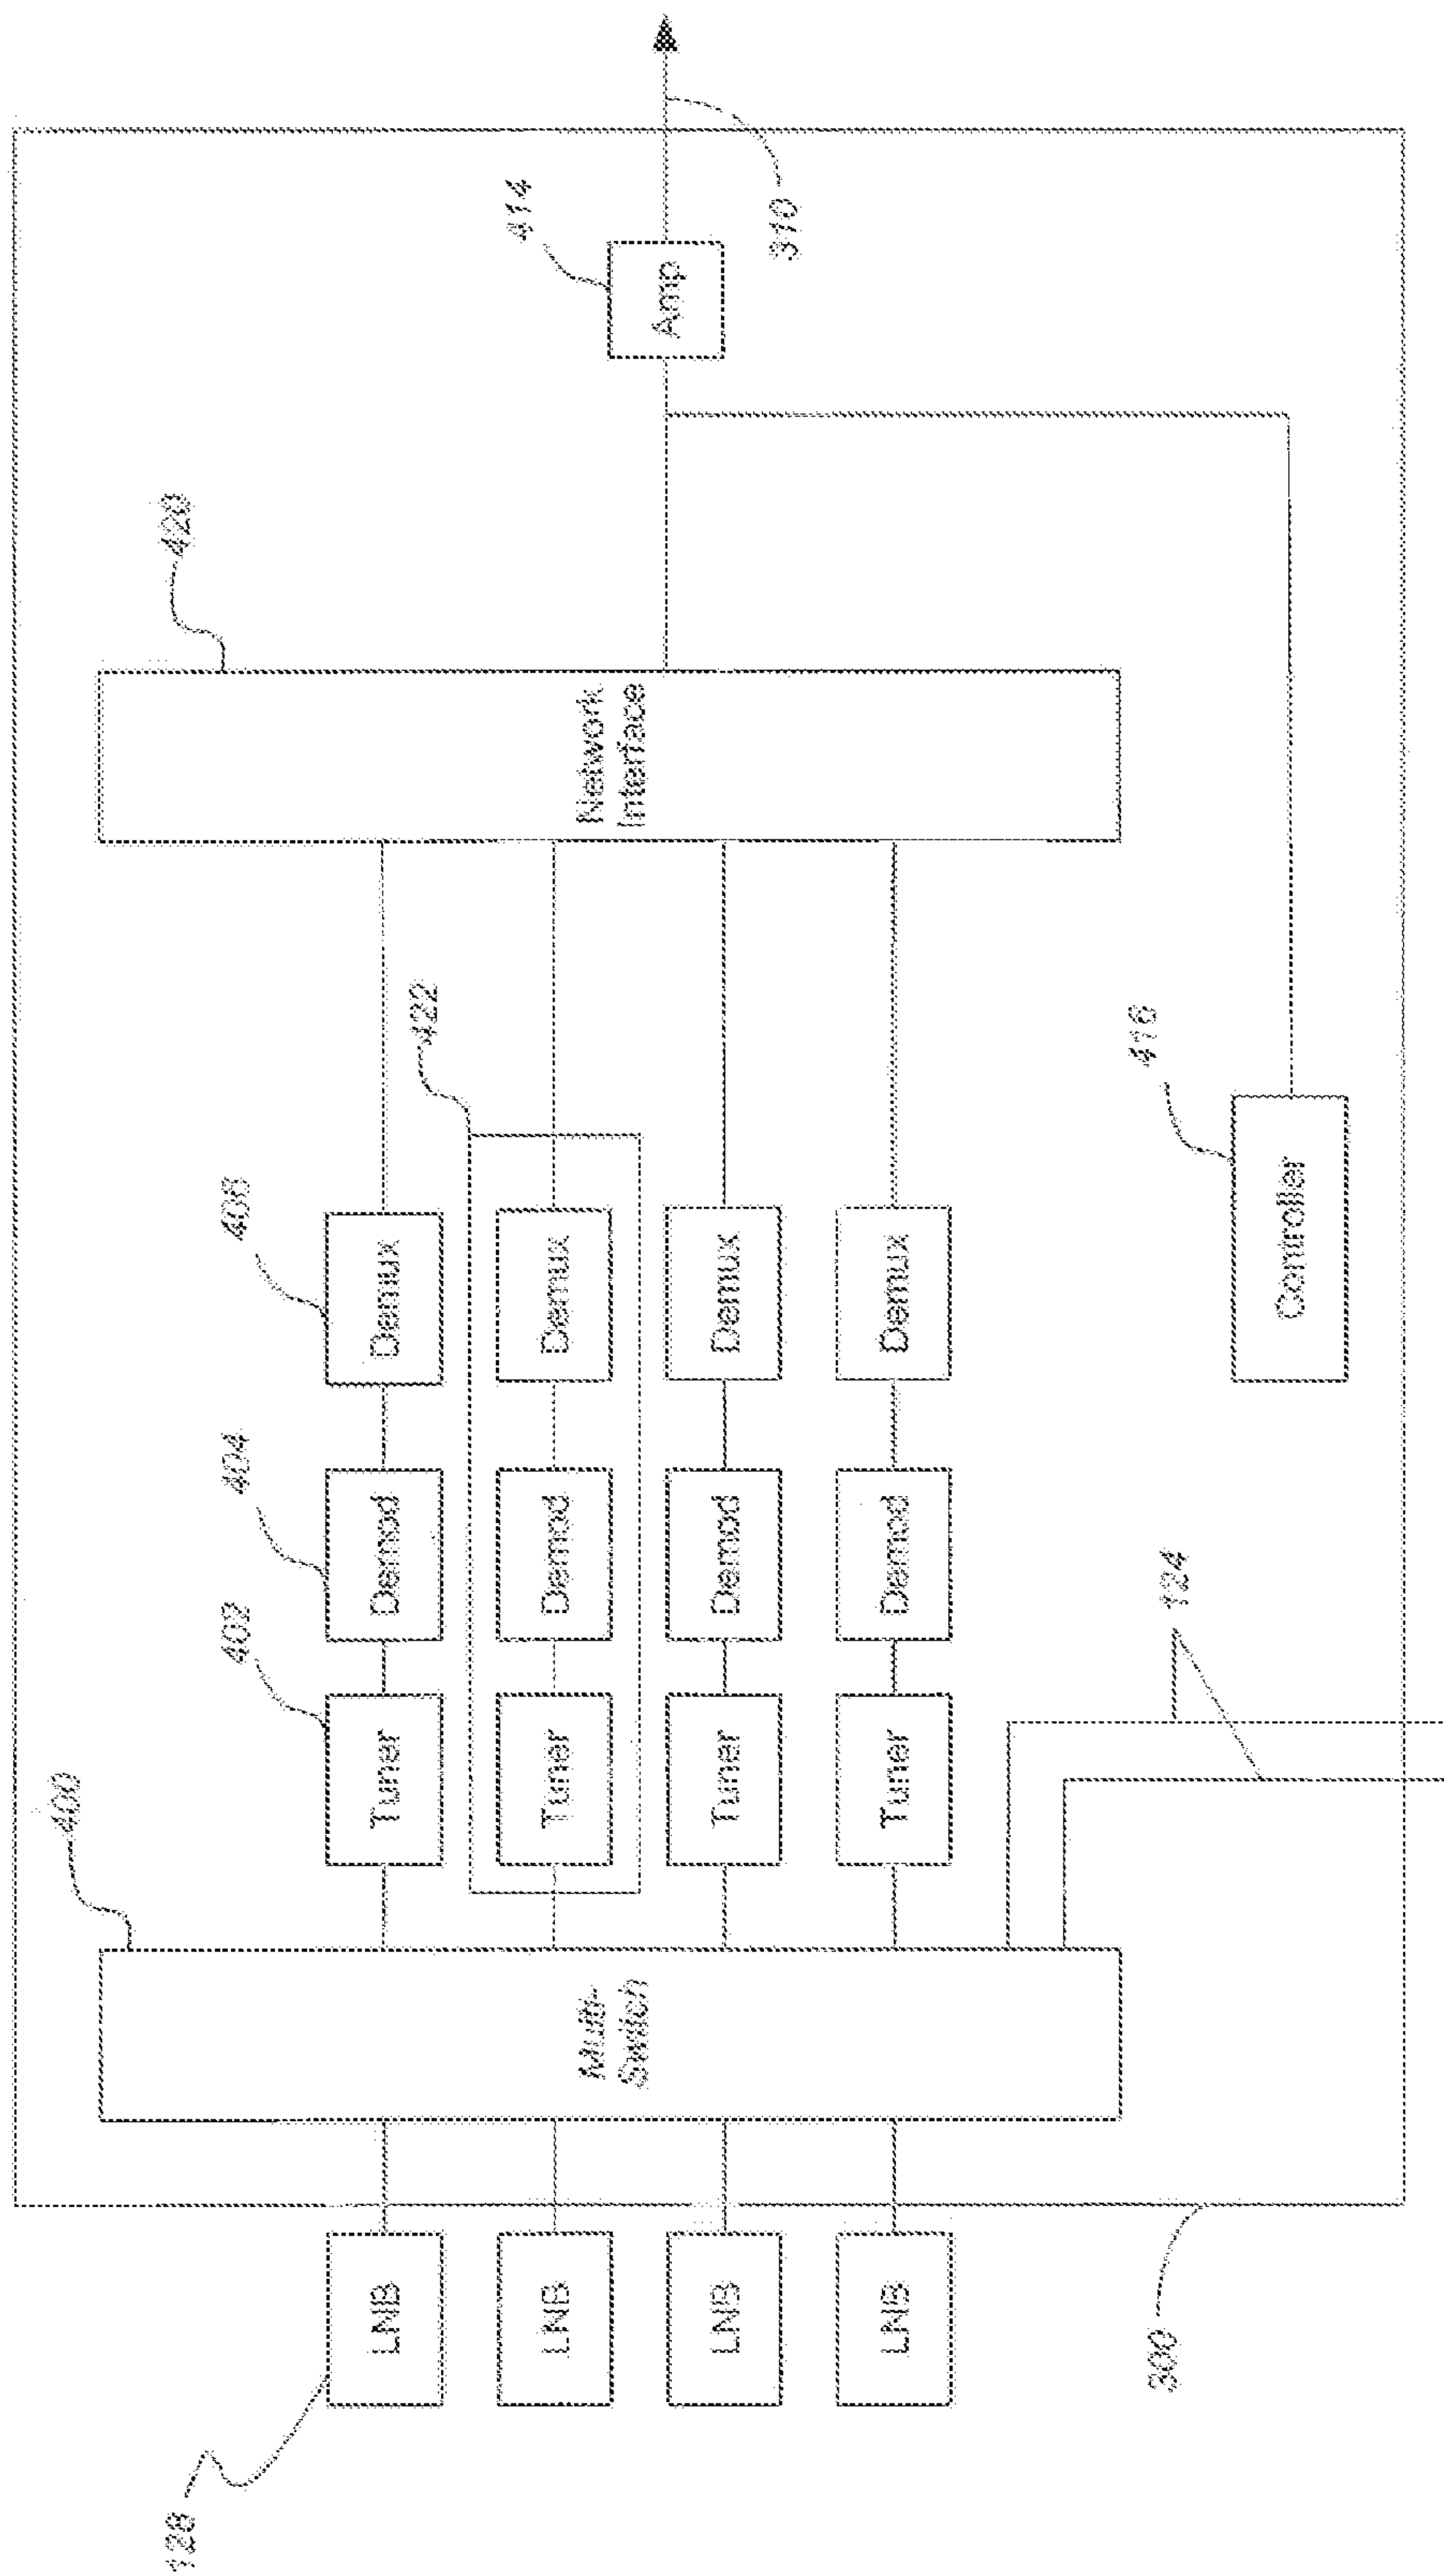 128
LNB
LNB
LNB
LNB
300
400
Multi-
Switch
402
Tuner
Tuner
Tuner
Tuner
124
404
Demod
Demod
Demod
Demod
406
Demux
Demux
Demux
Demux
422
416
Controller
420
Network
Interface
414
Amp
310